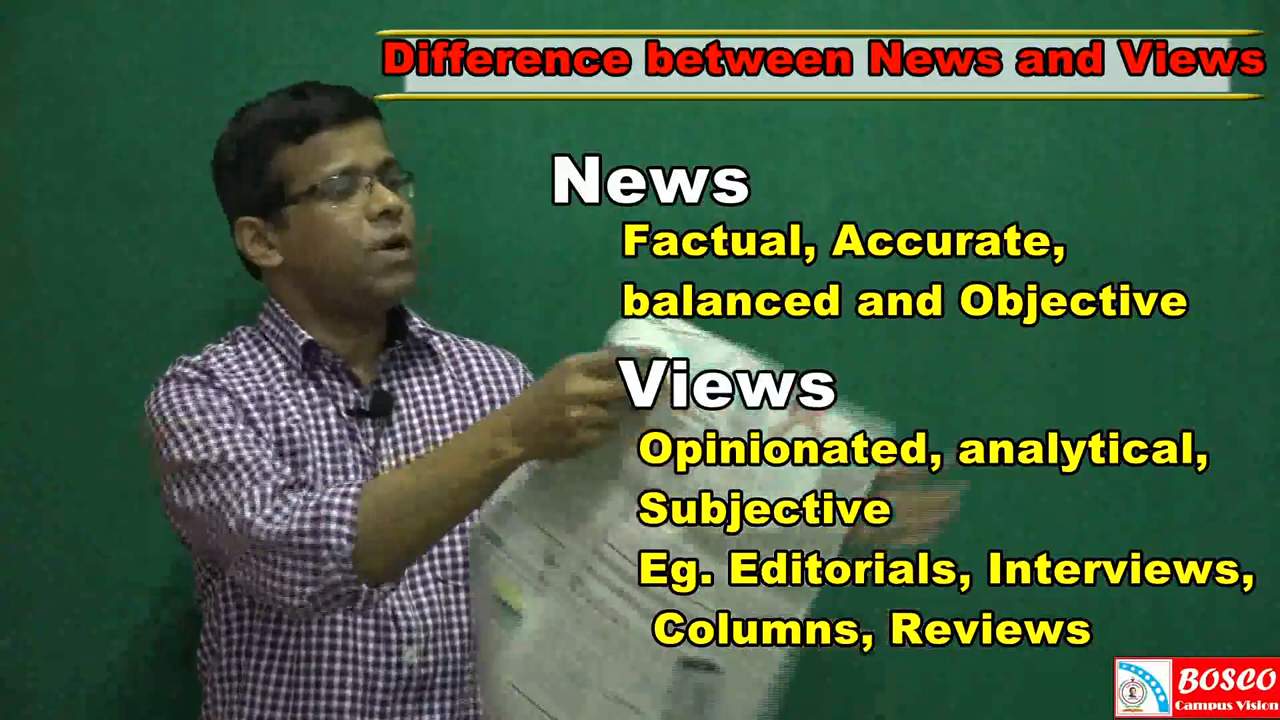 Difference between News and Views
News
Factual, Accurate,
balanced and Objective
Views
Opinionated, analytical,
Subjective
Eg. Editorials, Interviews,
Columns, Reviews
BOSCO
Campus Vision